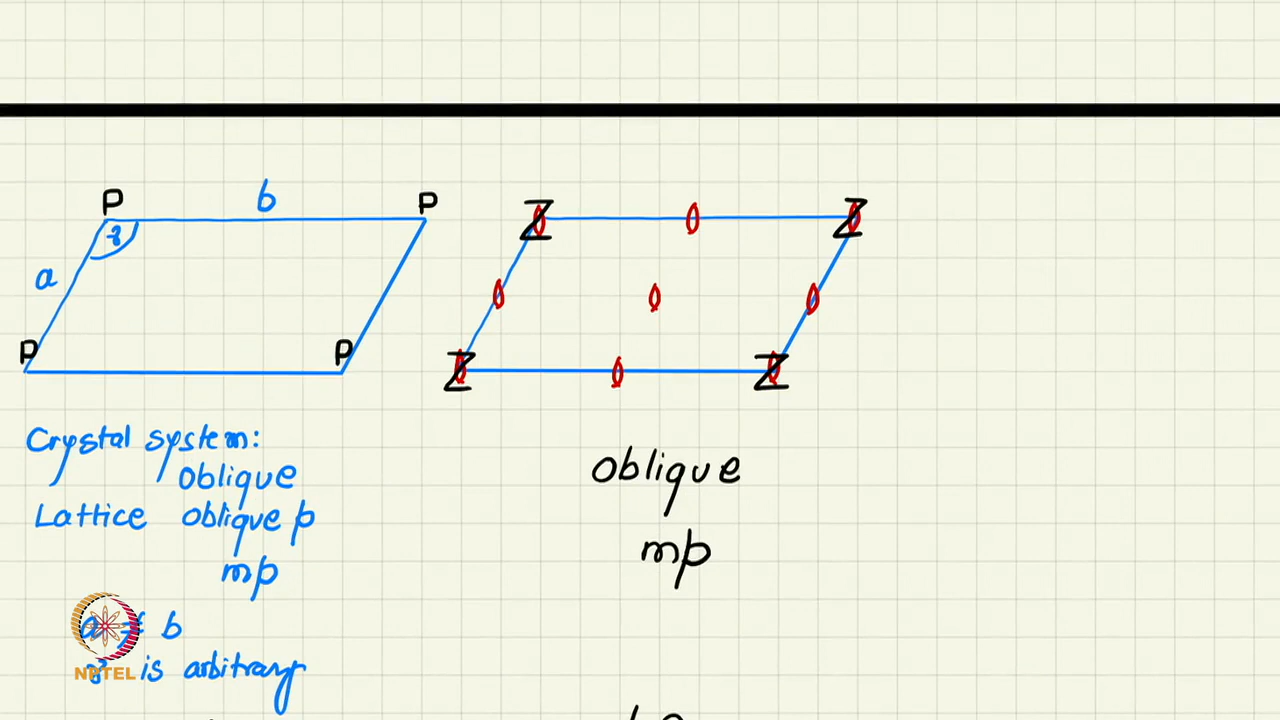 P b P
γ
a
P P
Z Z
Z Z
Crystal system:
oblique
Lattice oblique p
mp
a ≠ b
γ is arbitrary
oblique
mp
NPTEL